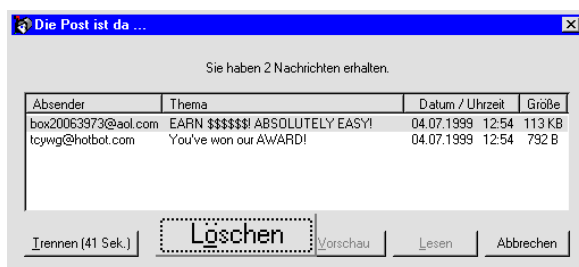 Die Post ist da ...
Sie haben 2 Nachrichten erhalten.
Absender Thema Datum / Uhrzeit Größe
box20063973@aol.com EARN $$$$$$! ABSOLUTELY EASY! 04.07.1999 12:54 113 KB
tcywg@hotbot.com You've won our AWARD! 04.07.1999 12:54 792 B
Trennen (41 Sek.) Löschen Vorschau Lesen Abbrechen